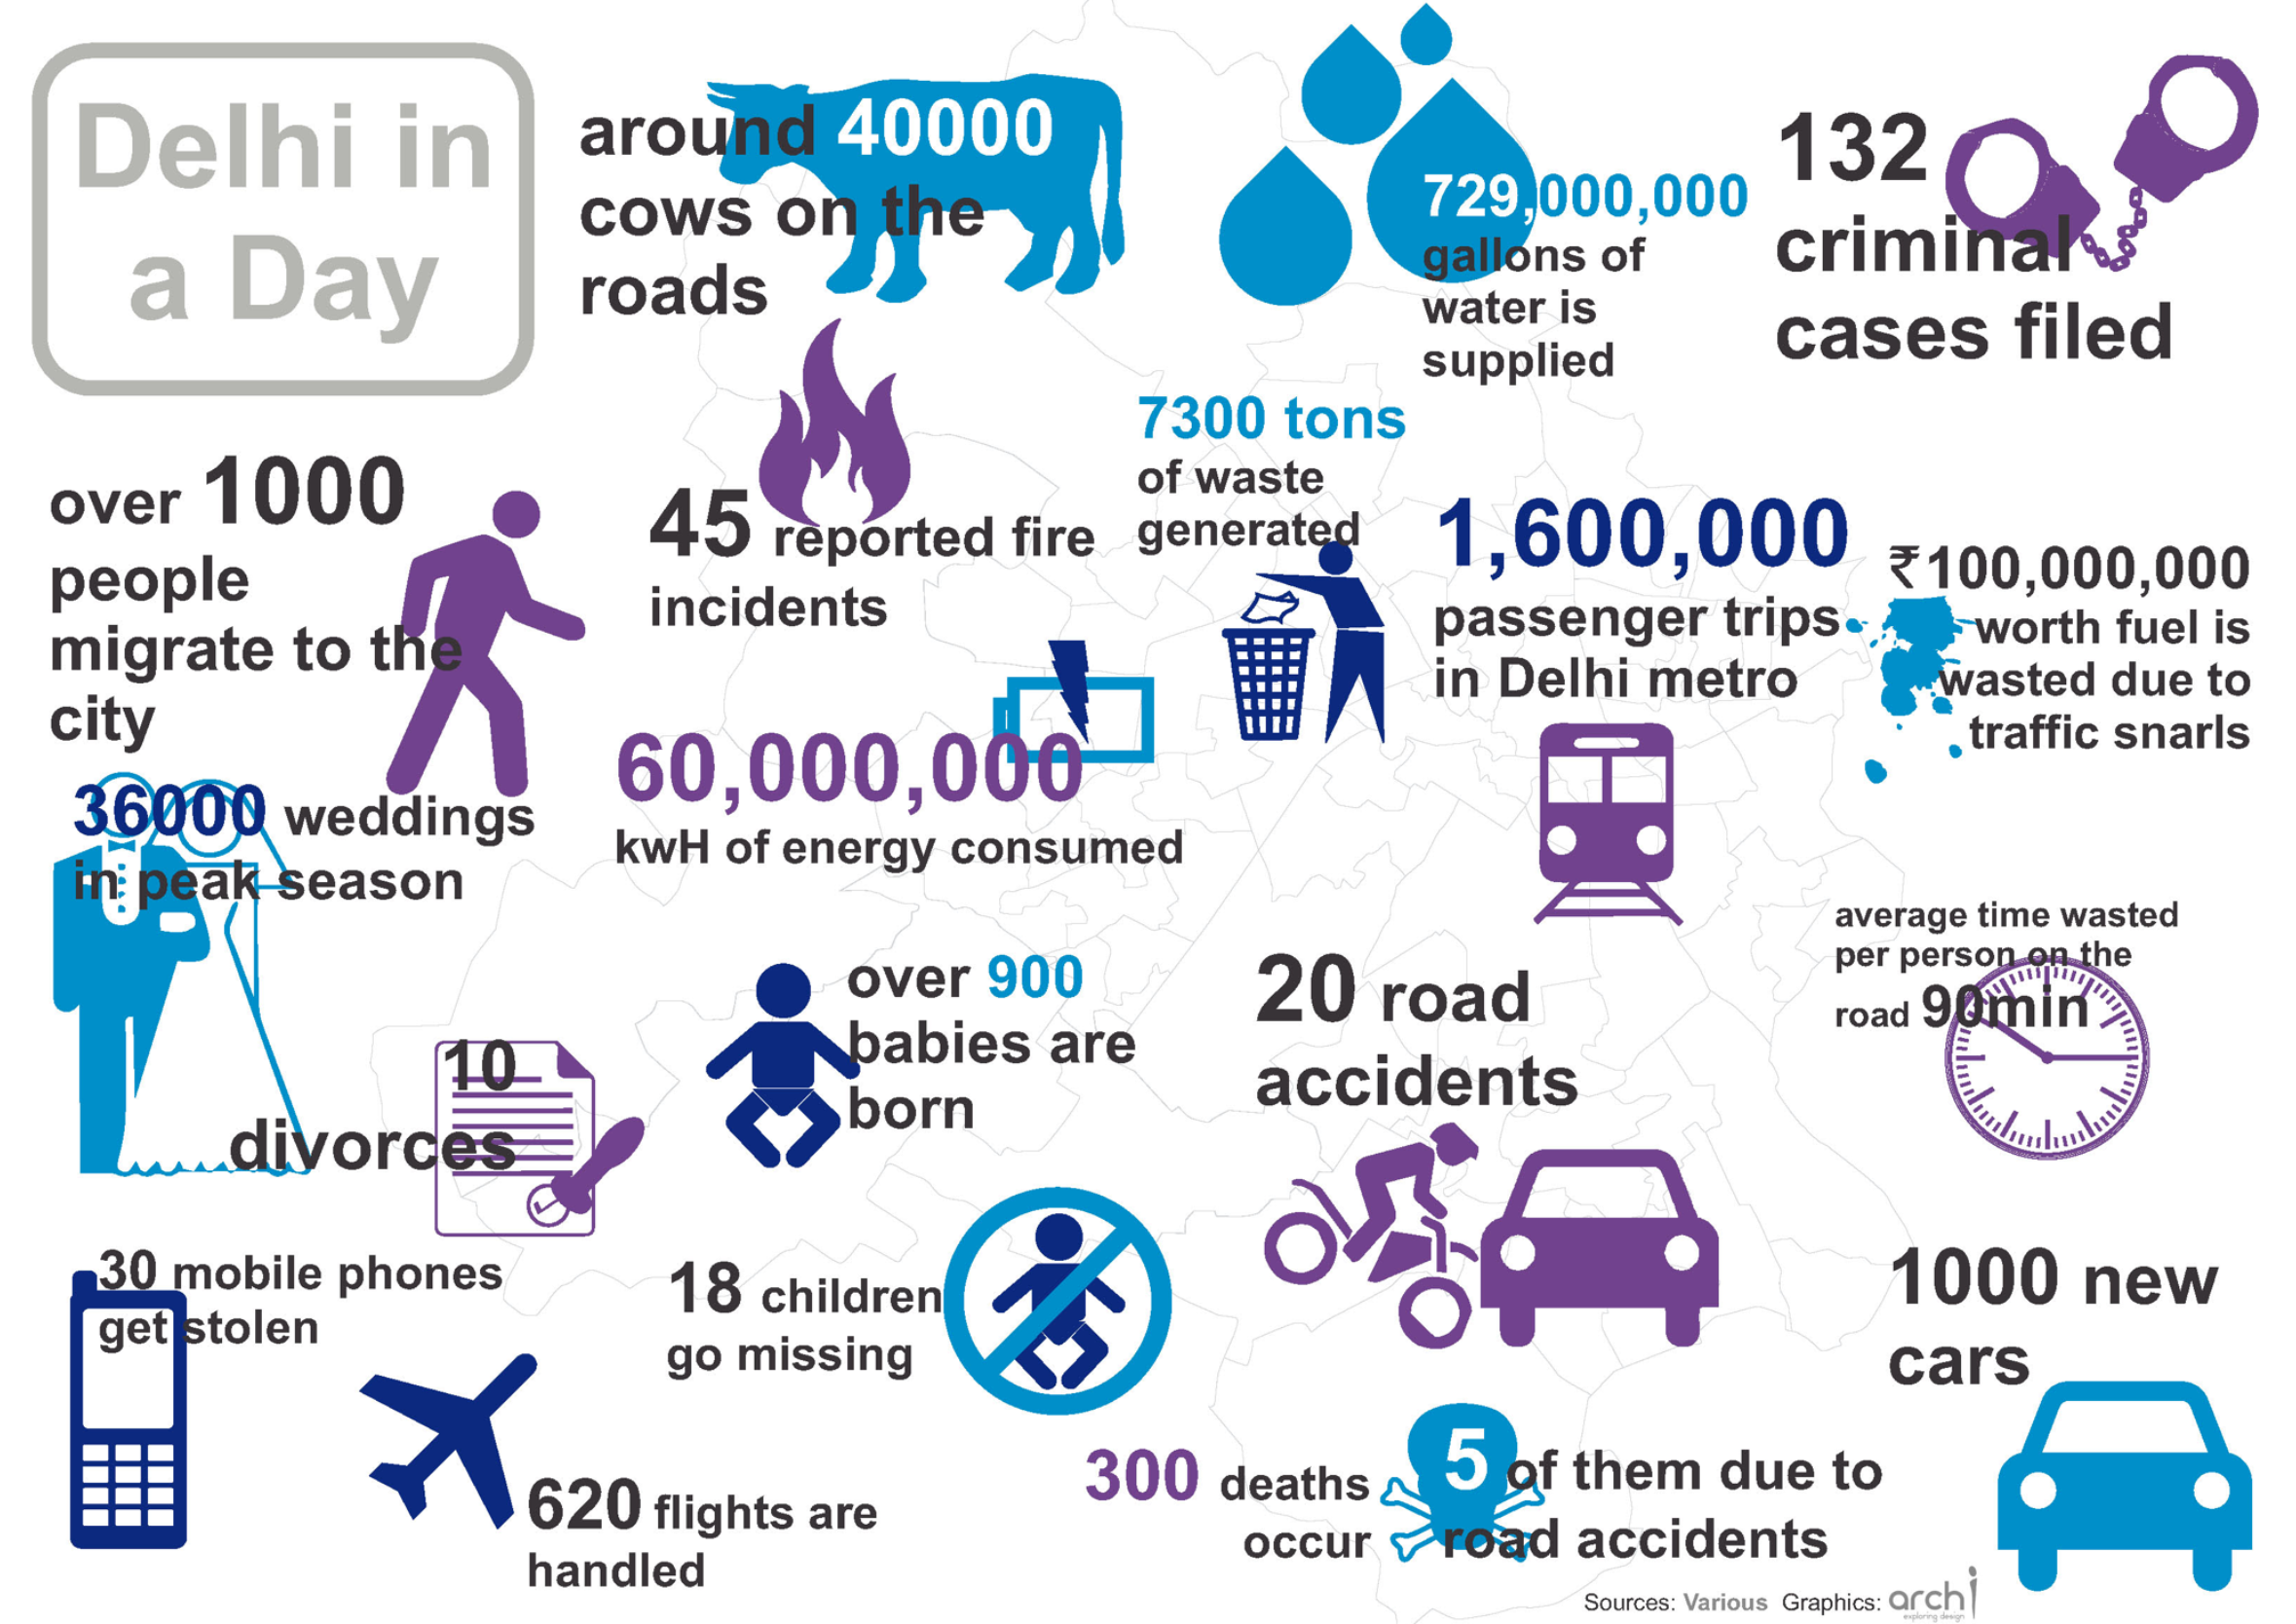 Delhi in
a Day
around 40000
cows on the
roads
729,000,000
gallons of
water is
supplied
132
criminal
cases filed
over 1000
people
migrate to the
city
45 reported fire
incidents
7300 tons
of waste
generated
1,600,000
passenger trips
in Delhi metro
₹100,000,000
worth fuel is
wasted due to
traffic snarls
36000 weddings
in peak season
60,000,000
kwH of energy consumed
average time wasted
per person on the
road 90min
10
divorces
over 900
babies are
born
20 road
accidents
30 mobile phones
get stolen
18 children
go missing
1000 new
cars
620 flights are
handled
300 deaths
occur
5 of them due to
road accidents
Sources: Various Graphics: archi
exploring design